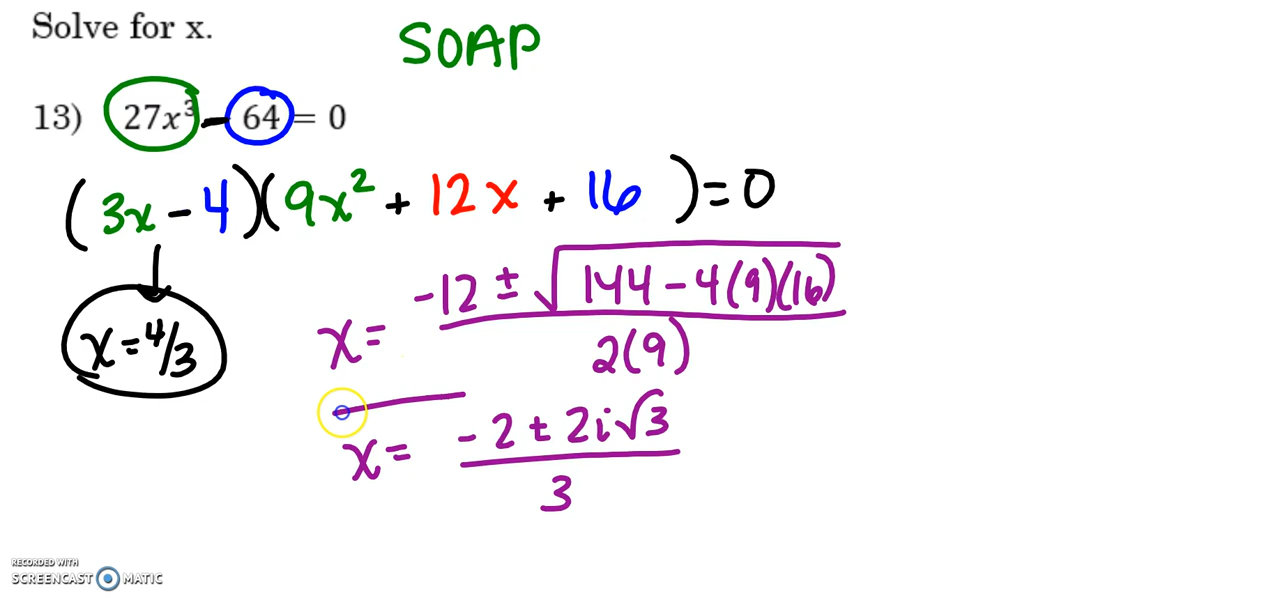 Solve for x.
SOAP
13) 27x³ - 64 = 0
(3x - 4)(9x² + 12x + 16) = 0
x = 4/3
x = -12 ± √144 - 4(9)(16) / 2(9)
x = -2 ± 2i√3 / 3
RECORDED WITH
SCREENCAST MATIC